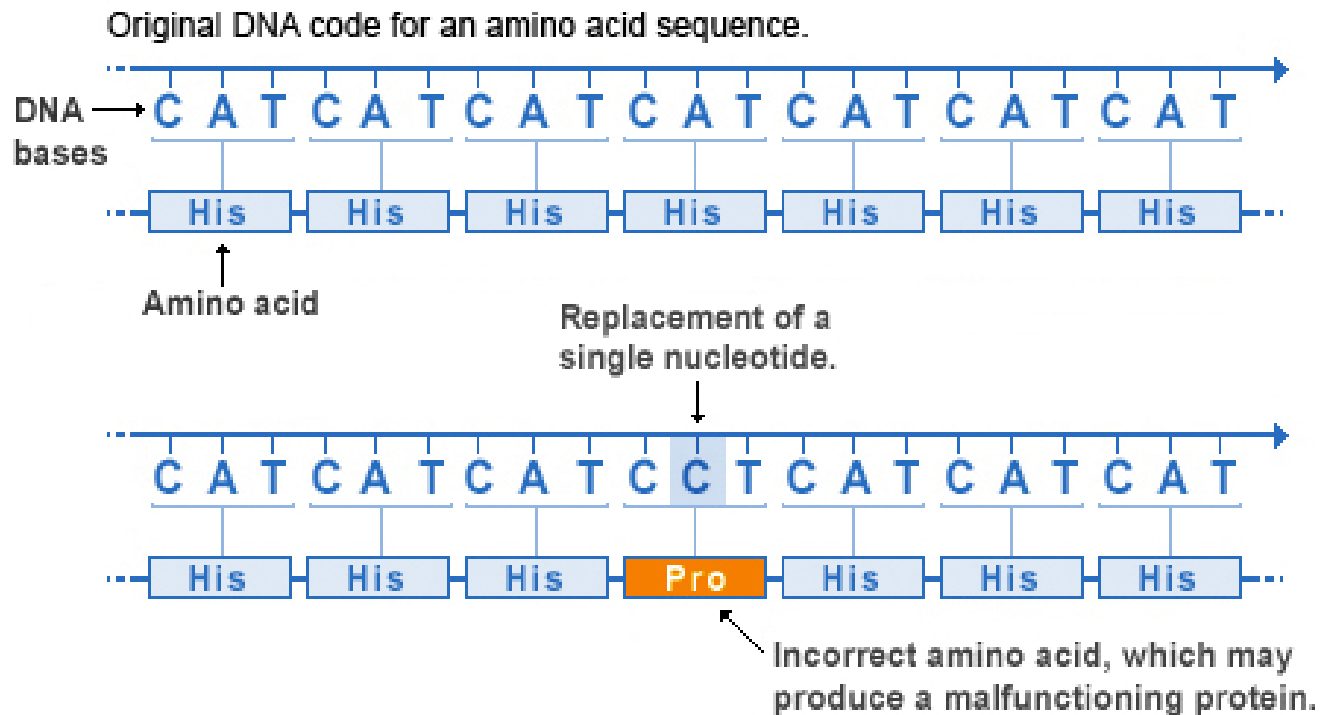 Original DNA code for an amino acid sequence.
DNA bases
C A T C A T C A T C A T C A T C A T C A T
His His His His His His His
Amino acid
Replacement of a
single nucleotide.
C A T C A T C A T C C T C A T C A T C A T
His His His Pro His His His
Incorrect amino acid, which may
produce a malfunctioning protein.